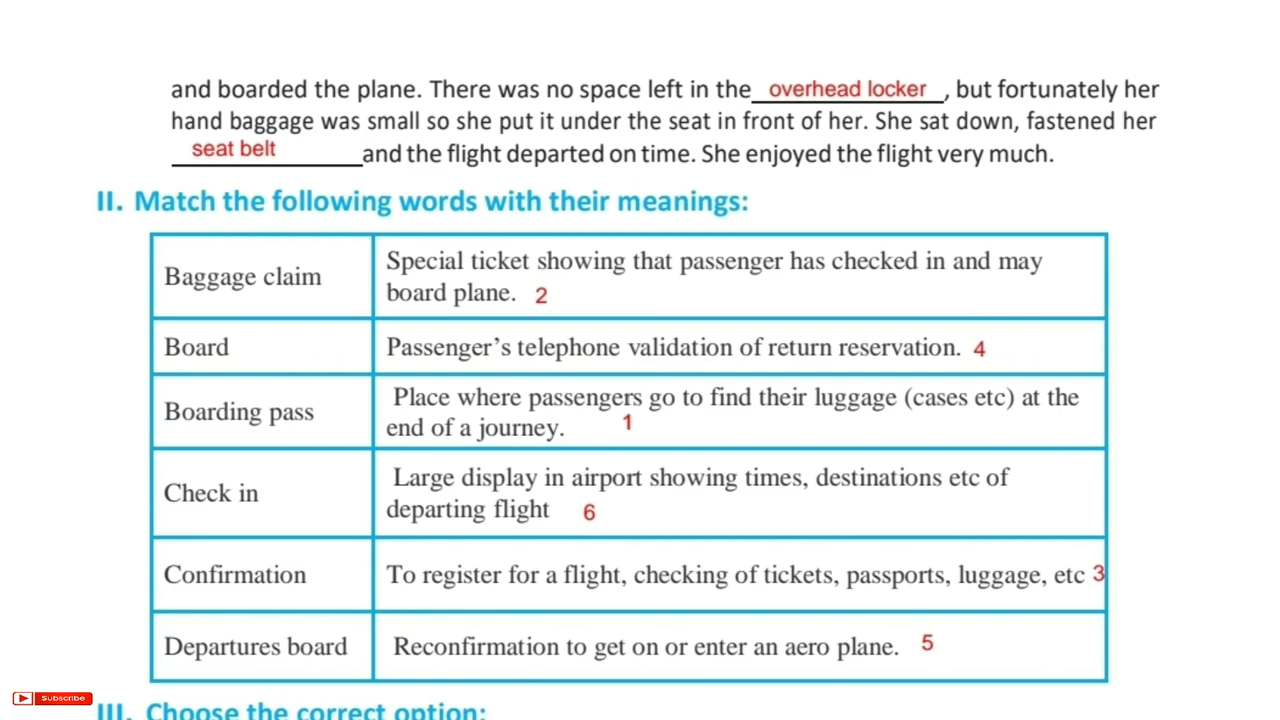 and boarded the plane. There was no space left in the overhead locker, but fortunately her
hand baggage was small so she put it under the seat in front of her. She sat down, fastened her
seat belt and the flight departed on time. She enjoyed the flight very much.
II. Match the following words with their meanings:
Baggage claim
Special ticket showing that passenger has checked in and may
board plane. 2
Board
Passenger's telephone validation of return reservation. 4
Boarding pass
Place where passengers go to find their luggage (cases etc) at the
end of a journey. 1
Check in
Large display in airport showing times, destinations etc of
departing flight 6
Confirmation
To register for a flight, checking of tickets, passports, luggage, etc 3
Departures board
Reconfirmation to get on or enter an aero plane. 5
Subscribe
III. Choose the correct option: